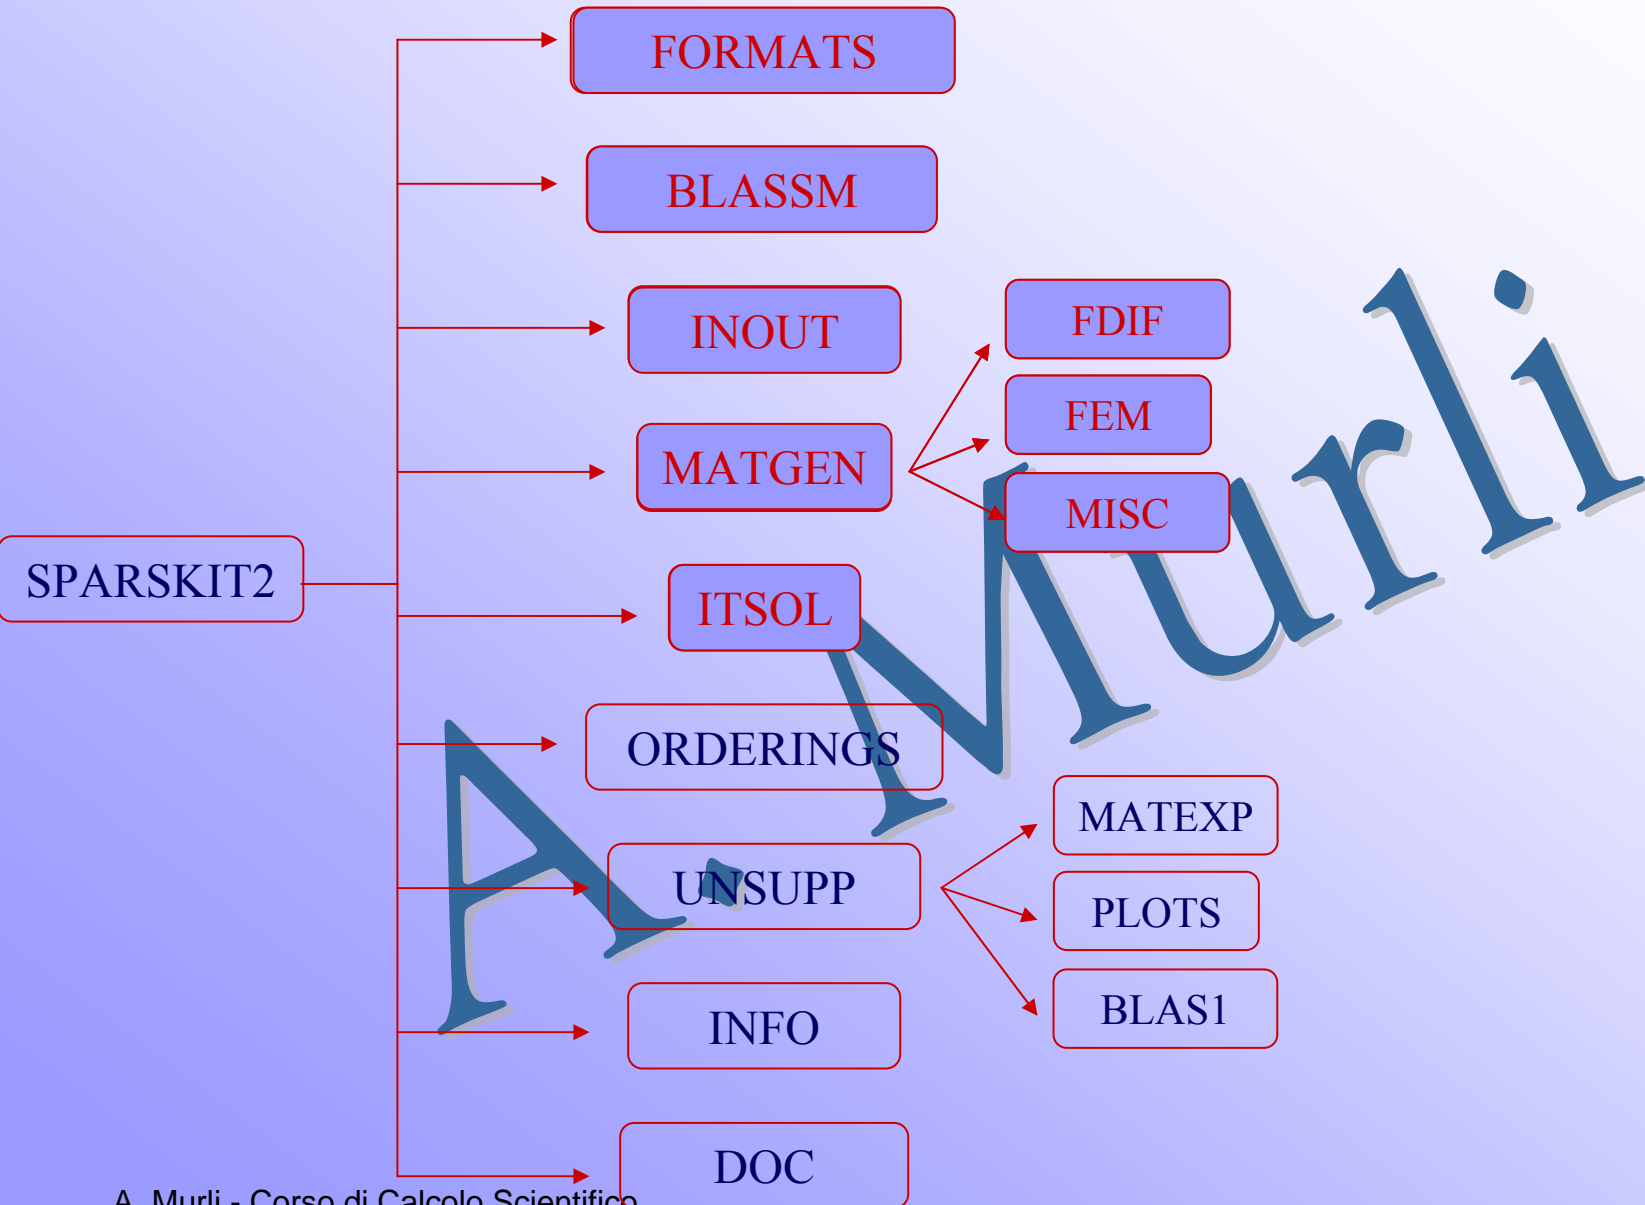 FORMATS
BLASSM
INOUT
FDIF
FEM
MATGEN
MISC
SPARSKIT2
ITSOL
ORDERINGS
MATEXP
UNSUPP
PLOTS
BLAS1
INFO
DOC
A. Murli
A. Murli - Corso di Calcolo Scientifico